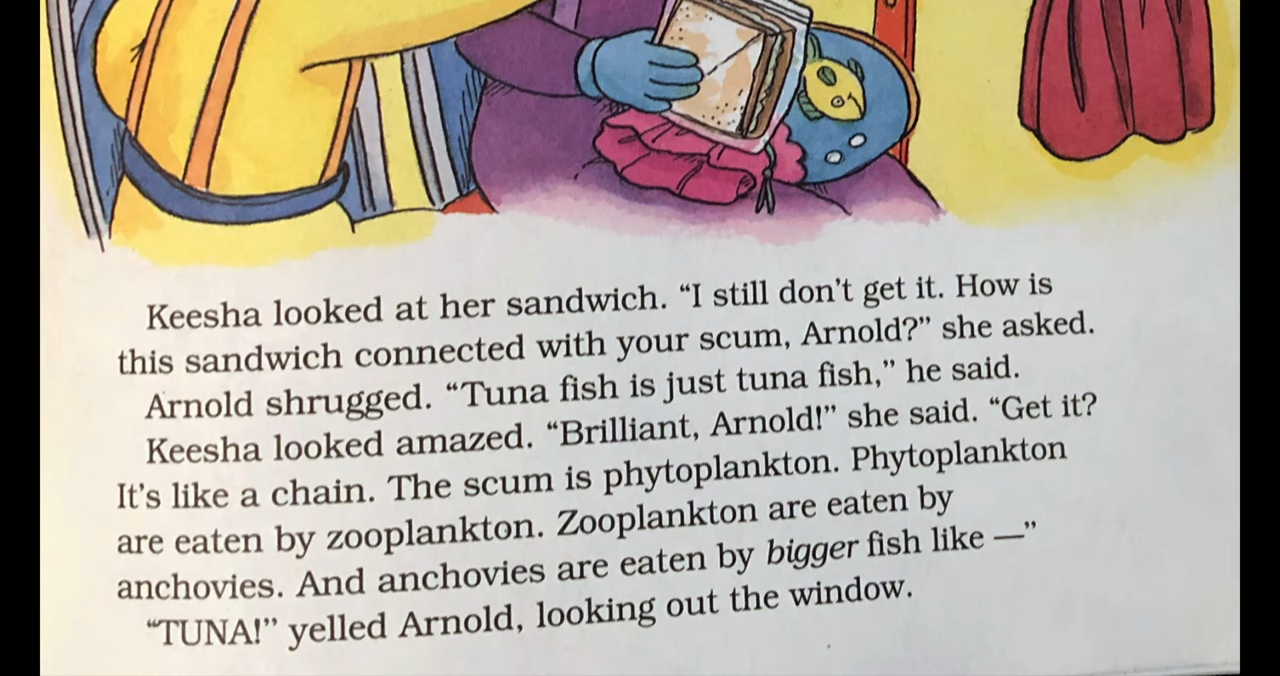 Keesha looked at her sandwich. “I still don’t get it. How is
this sandwich connected with your scum, Arnold?” she asked.
Arnold shrugged. “Tuna fish is just tuna fish,” he said.
Keesha looked amazed. “Brilliant, Arnold!” she said. “Get it?
It’s like a chain. The scum is phytoplankton. Phytoplankton
are eaten by zooplankton. Zooplankton are eaten by
anchovies. And anchovies are eaten by bigger fish like —”
“TUNA!” yelled Arnold, looking out the window.